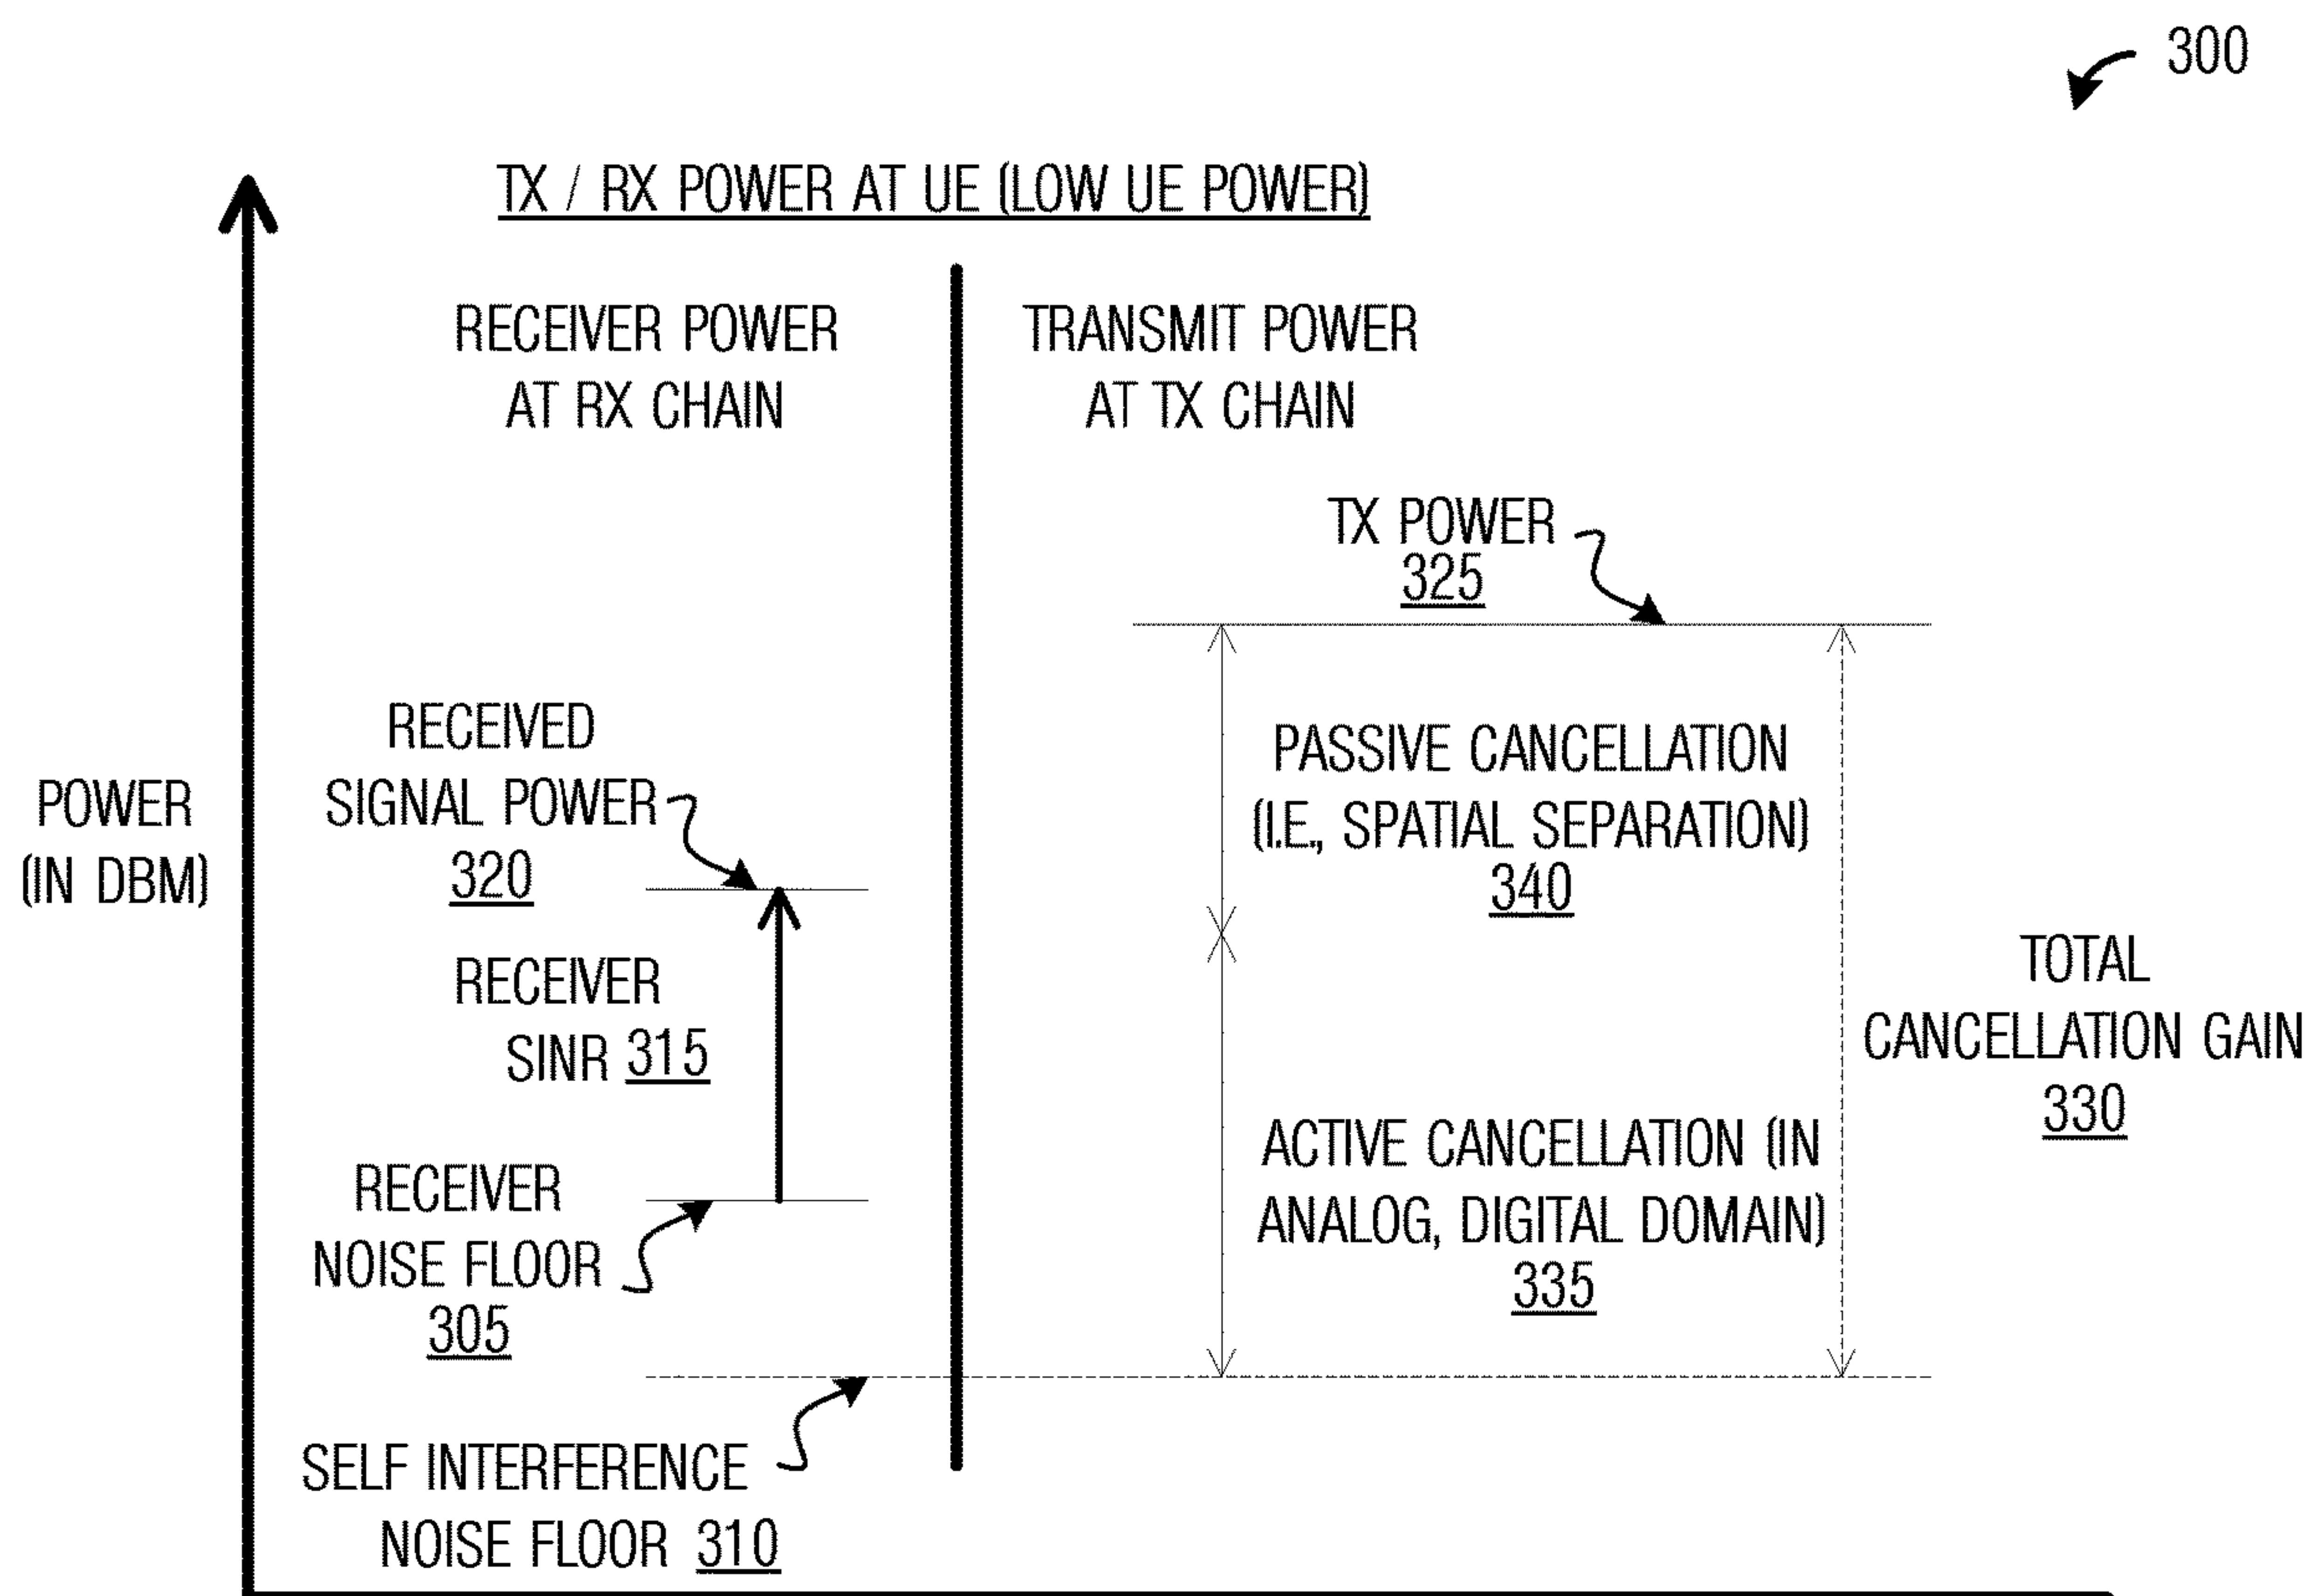 300
TX / RX POWER AT UE (LOW UE POWER)
RECEIVER POWER
AT RX CHAIN
TRANSMIT POWER
AT TX CHAIN
TX POWER
325
POWER
(IN DBM)
RECEIVED
SIGNAL POWER
320
RECEIVER
SINR 315
RECEIVER
NOISE FLOOR
305
SELF INTERFERENCE
NOISE FLOOR 310
PASSIVE CANCELLATION
(I.E., SPATIAL SEPARATION)
340
ACTIVE CANCELLATION (IN
ANALOG, DIGITAL DOMAIN)
335
TOTAL
CANCELLATION GAIN
330